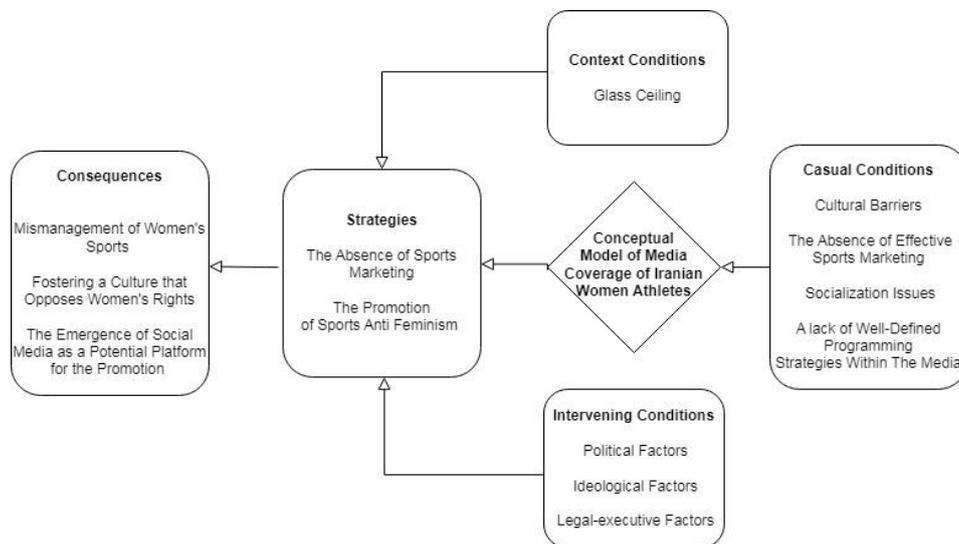 Context Conditions
Glass Ceiling
Consequences
Mismanagement of Women's
Sports
Fostering a Culture that
Opposes Women's Rights
The Emergence of Social
Media as a Potential Platform
for the Promotion
Strategies
The Absence of Sports
Marketing
The Promotion
of Sports Anti Feminism
Conceptual
Model of Media
Coverage of Iranian
Women Athletes
Casual Conditions
Cultural Barriers
The Absence of Effective
Sports Marketing
Socialization Issues
A lack of Well-Defined
Programming
Strategies Within The Media
Intervening Conditions
Political Factors
Ideological Factors
Legal-executive Factors